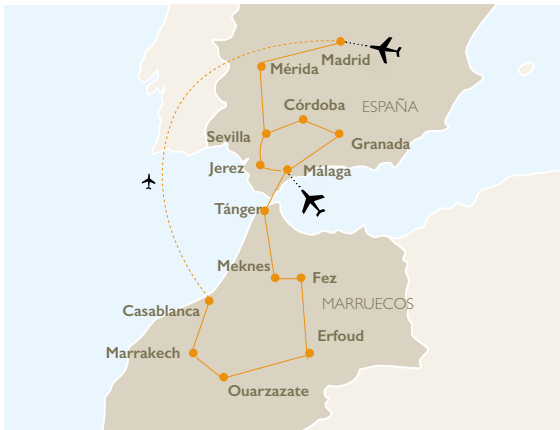 Madrid
Mérida
Córdoba
ESPAÑA
Sevilla
Granada
Jerez
Málaga
Tánger
Meknes
Fez
MARRUECOS
Casablanca
Erfoud
Marrakech
Ouarzazate